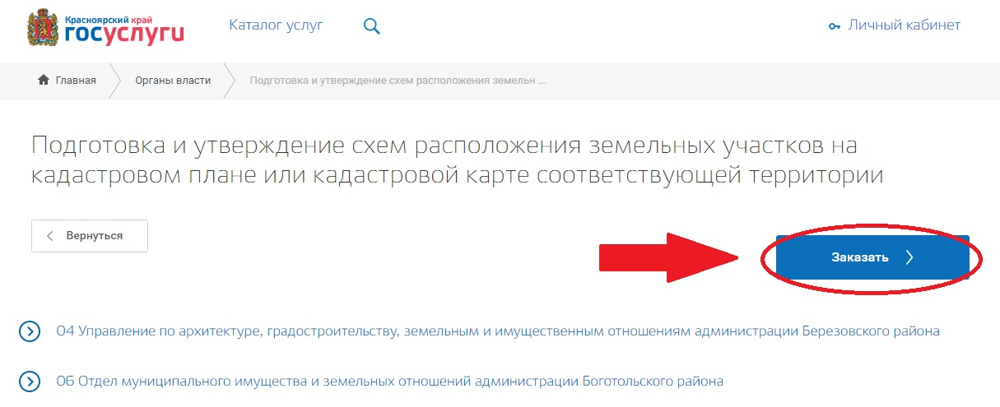 Красноярский край
госуслуги
Каталог услуг
Личный кабинет
Главная
Органы власти
Подготовка и утверждение схем расположения земельн ...
Подготовка и утверждение схем расположения земельных участков на
кадастровом плане или кадастровой карте соответствующей территории
Вернуться
Заказать
04 Управление по архитектуре, градостроительству, земельным и имущественным отношениям администрации Березовского района
06 Отдел муниципального имущества и земельных отношений администрации Боготольского района